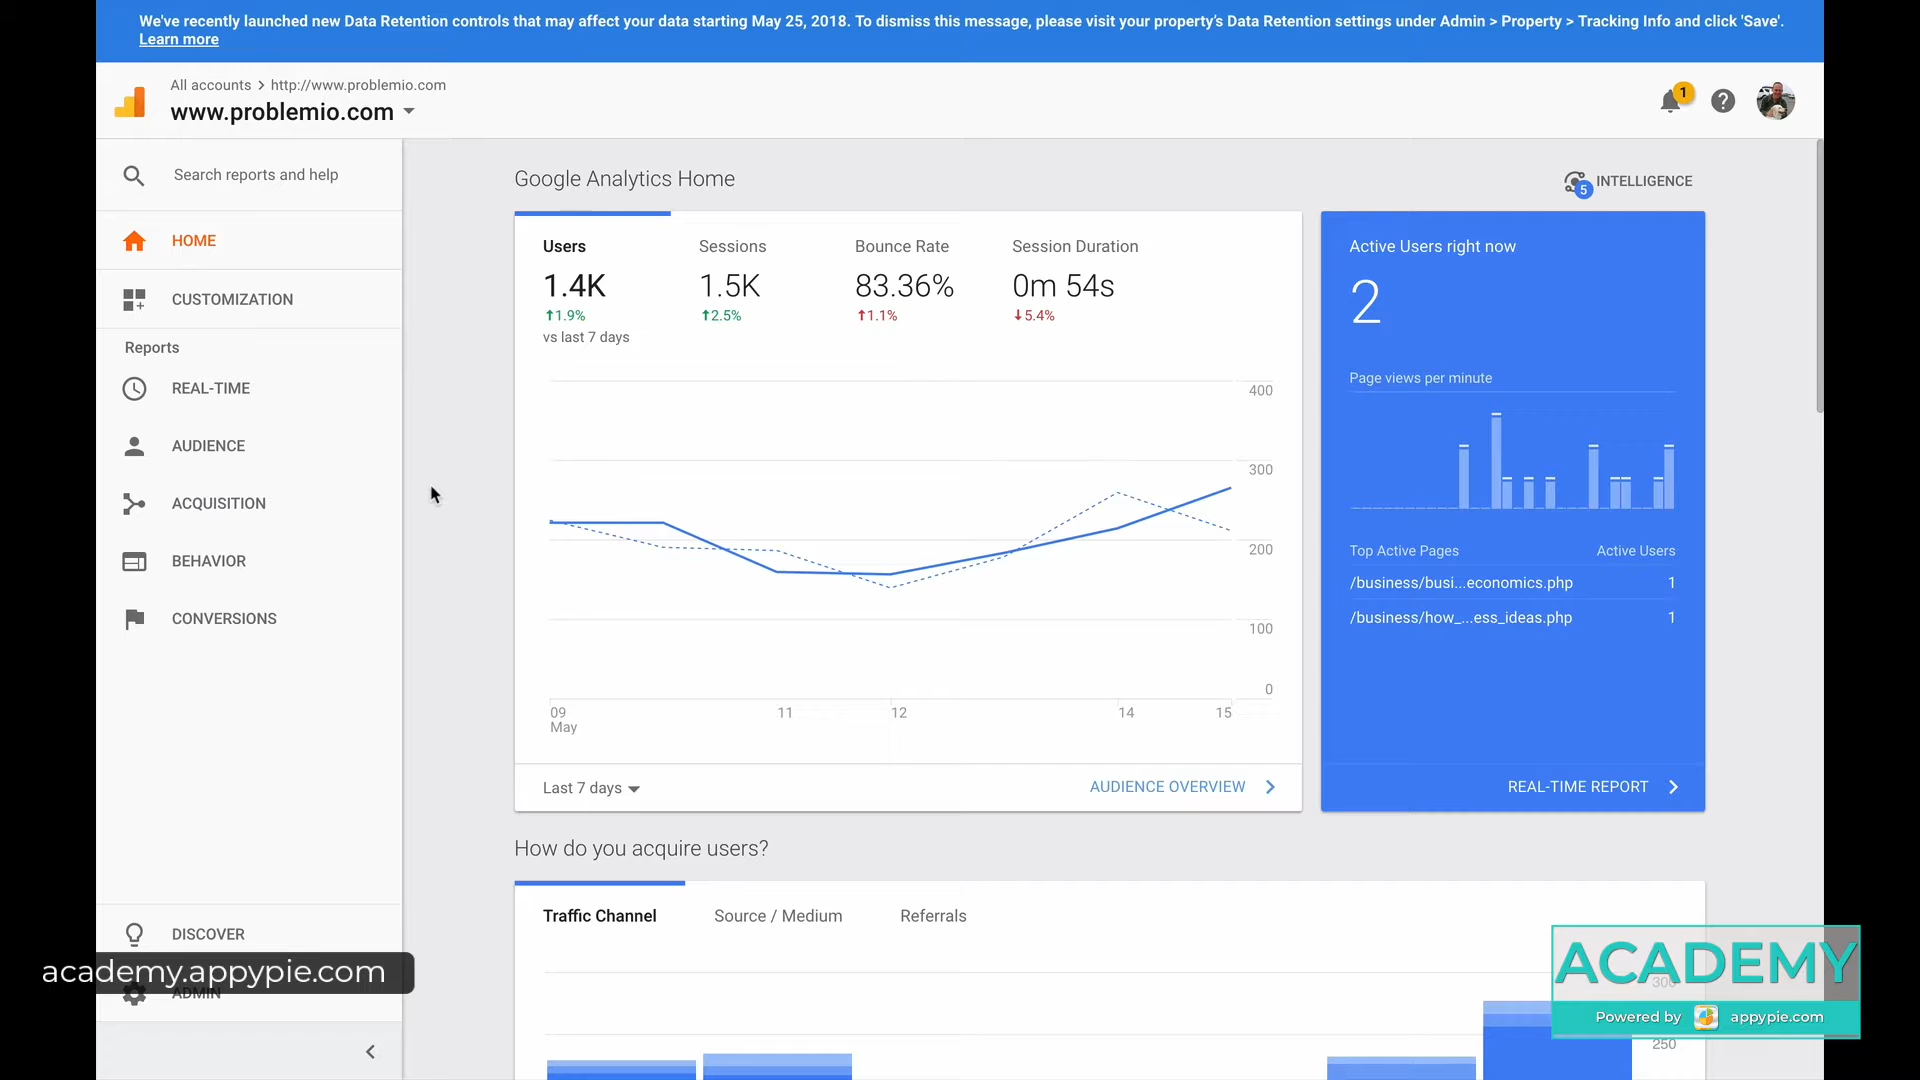 We've recently launched new Data Retention controls that may affect your data starting May 25, 2018. To dismiss this message, please visit your property's Data Retention settings under Admin > Property > Tracking Info and click 'Save'.
Learn more
All accounts > http://www.problemio.com
www.problemio.com
1
?
Search reports and help
HOME
CUSTOMIZATION
Reports
REAL-TIME
AUDIENCE
ACQUISITION
BEHAVIOR
CONVERSIONS
DISCOVER
ADMIN
Google Analytics Home
5 INTELLIGENCE
Users Sessions Bounce Rate Session Duration
1.4K 1.5K 83.36% 0m 54s
↑1.9% ↑2.5% ↑1.1% ↓5.4%
vs last 7 days
400
300
200
100
0
09 11 12 14 15
May
Last 7 days AUDIENCE OVERVIEW
Active Users right now
2
Page views per minute
Top Active Pages Active Users
/business/busi...economics.php 1
/business/how_...ess_ideas.php 1
REAL-TIME REPORT
How do you acquire users?
Traffic Channel Source / Medium Referrals
300
250
academy.appypie.com
ACADEMY
Powered by appypie.com